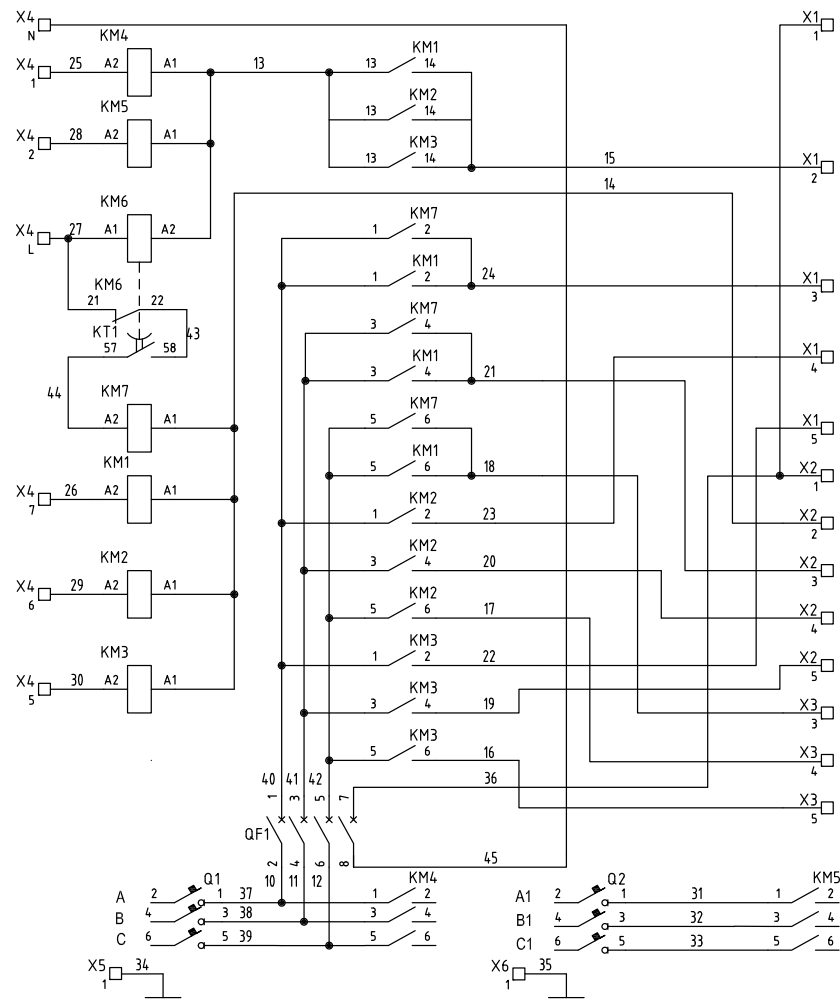 X4 X1
N 1
KM4 KM1
X4 25 A2 A1 13 13 14
1
KM5 KM2
13 14
X4 28 A2 A1
2
KM3
13 14 15 X1
2
14
KM6 KM7
X4 27 A1 A2 1 2
L
KM6 KM1
1 2 24 X1
3
21 22
KM7
KT1 43 3 4
57 58 KM1 X1
4
44 3 4 21
KM7 KM7
X4 A2 A1 5 6 X1
5
KM1 KM1
5 6 18 X2
1
X4 26 A2 A1
7
KM2
1 2 23 X2
2
KM2 KM2
3 4 20 X2
3
X4 29 A2 A1
6
KM2
5 6 17 X2
4
KM3 KM3
1 2 22 X2
5
X4 30 A2 A1
5
KM3
3 4 19 X3
3
KM3
5 6 16 X3
4
40 41 42 36
1 3 5 7 X3
5
QF1
2 4 6 8 45
10 11 12
Q1 KM4 Q2 KM5
A 2 1 37 1 2 A1 2 1 31 1 2
B 4 3 38 3 4 B1 4 3 32 3 4
C 6 5 39 5 6 C1 6 5 33 5 6
X5 34 X6 35
1 1